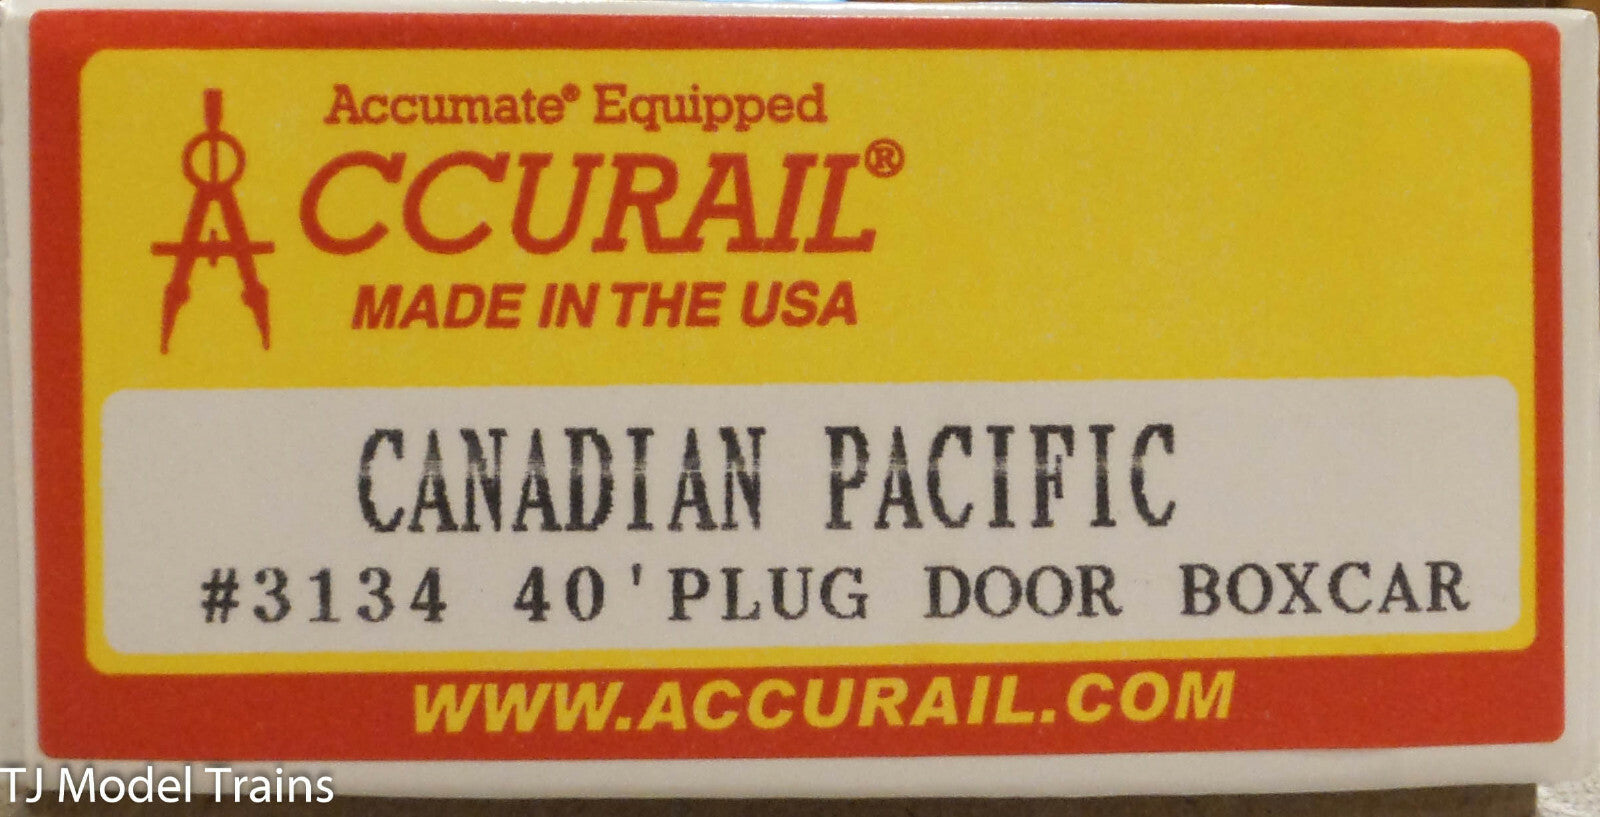 Accumate® Equipped
ACCURAIL®
MADE IN THE USA
CANADIAN PACIFIC
#3134 40'PLUG DOOR BOXCAR
WWW.ACCURAIL.COM
TJ Model Trains